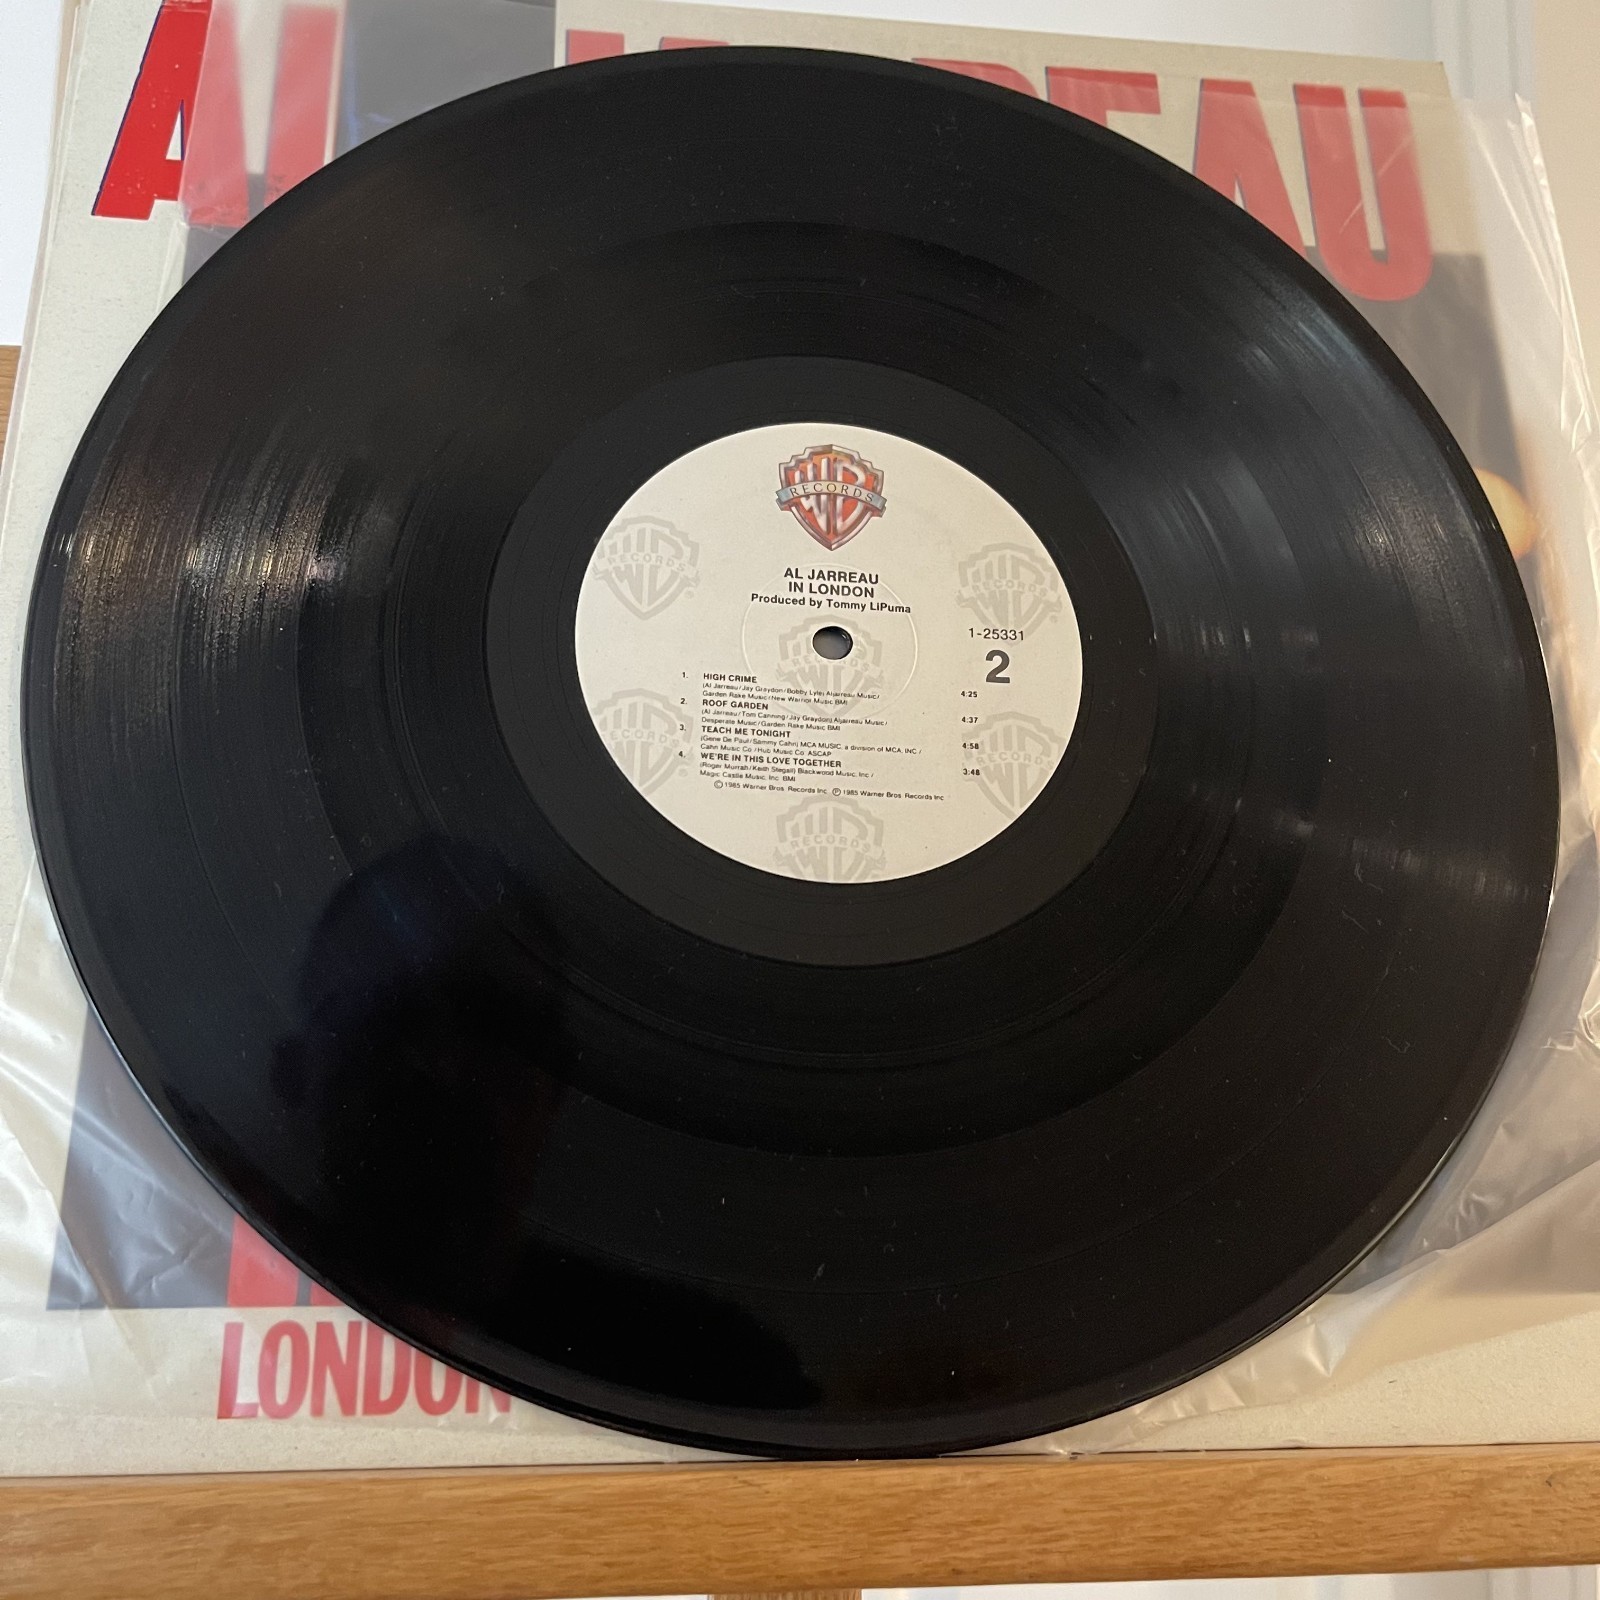 AL JARREAU
RECORDS
AL JARREAU
IN LONDON
Produced by Tommy LiPuma
1-25331
2
1. HIGH CRIME
(Al Jarreau/Jay Graydon/Bobby Lyle) Aljarreau Music/
Garden Rake Music/New Warrior Music BMI
4:25
2. ROOF GARDEN
(Al Jarreau/Tom Canning/Jay Graydon) Aljarreau Music/
Desperate Music/Garden Rake Music BMI
4:37
3. TEACH ME TONIGHT
(Gene De Paul/Sammy Cahn) MCA MUSIC, a division of MCA, INC./
Cahn Music Co./Hub Music Co. ASCAP
4:58
4. WE'RE IN THIS LOVE TOGETHER
(Roger Murrah/Keith Stegall) Blackwood Music, Inc./
Magic Castle Music, Inc. BMI
3:48
© 1985 Warner Bros. Records Inc. ℗ 1985 Warner Bros. Records Inc.
LONDON